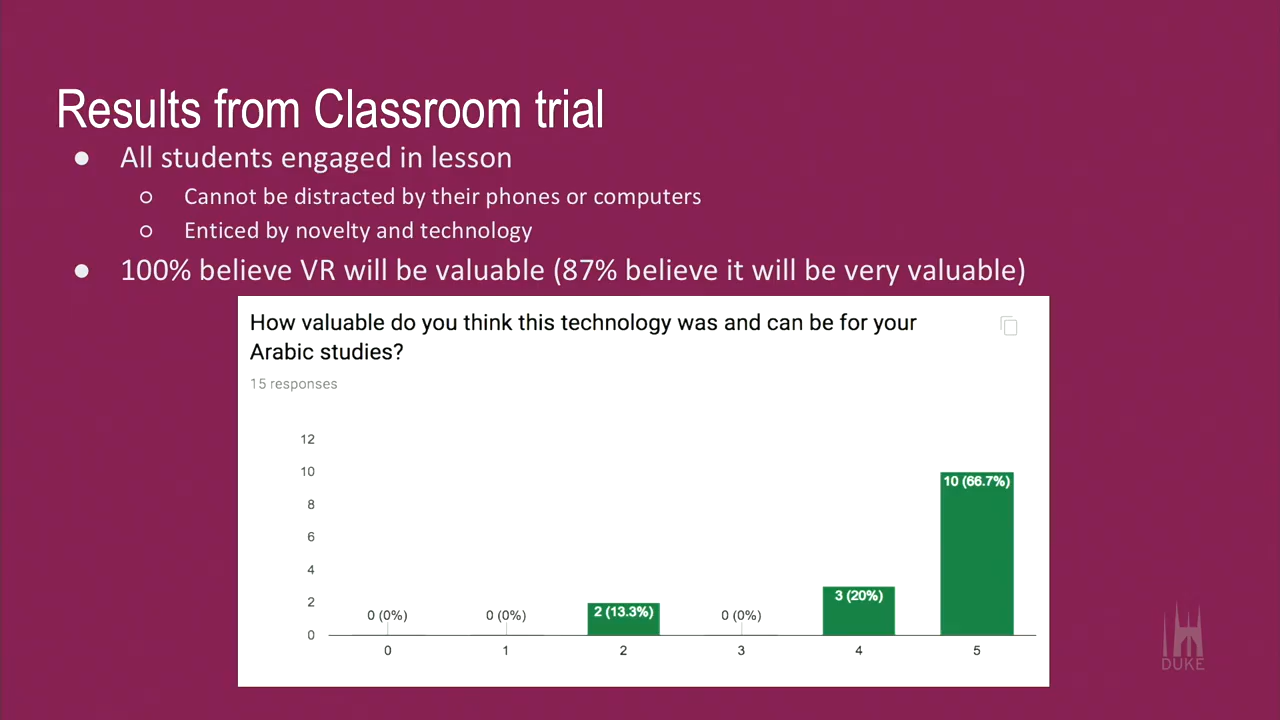 Results from Classroom trial
● All students engaged in lesson
○ Cannot be distracted by their phones or computers
○ Enticed by novelty and technology
● 100% believe VR will be valuable (87% believe it will be very valuable)
How valuable do you think this technology was and can be for your
Arabic studies?
15 responses
12
10
8
6
4
2
0
0 (0%)
0 (0%)
2 (13.3%)
0 (0%)
3 (20%)
10 (66.7%)
0 1 2 3 4 5
DUKE